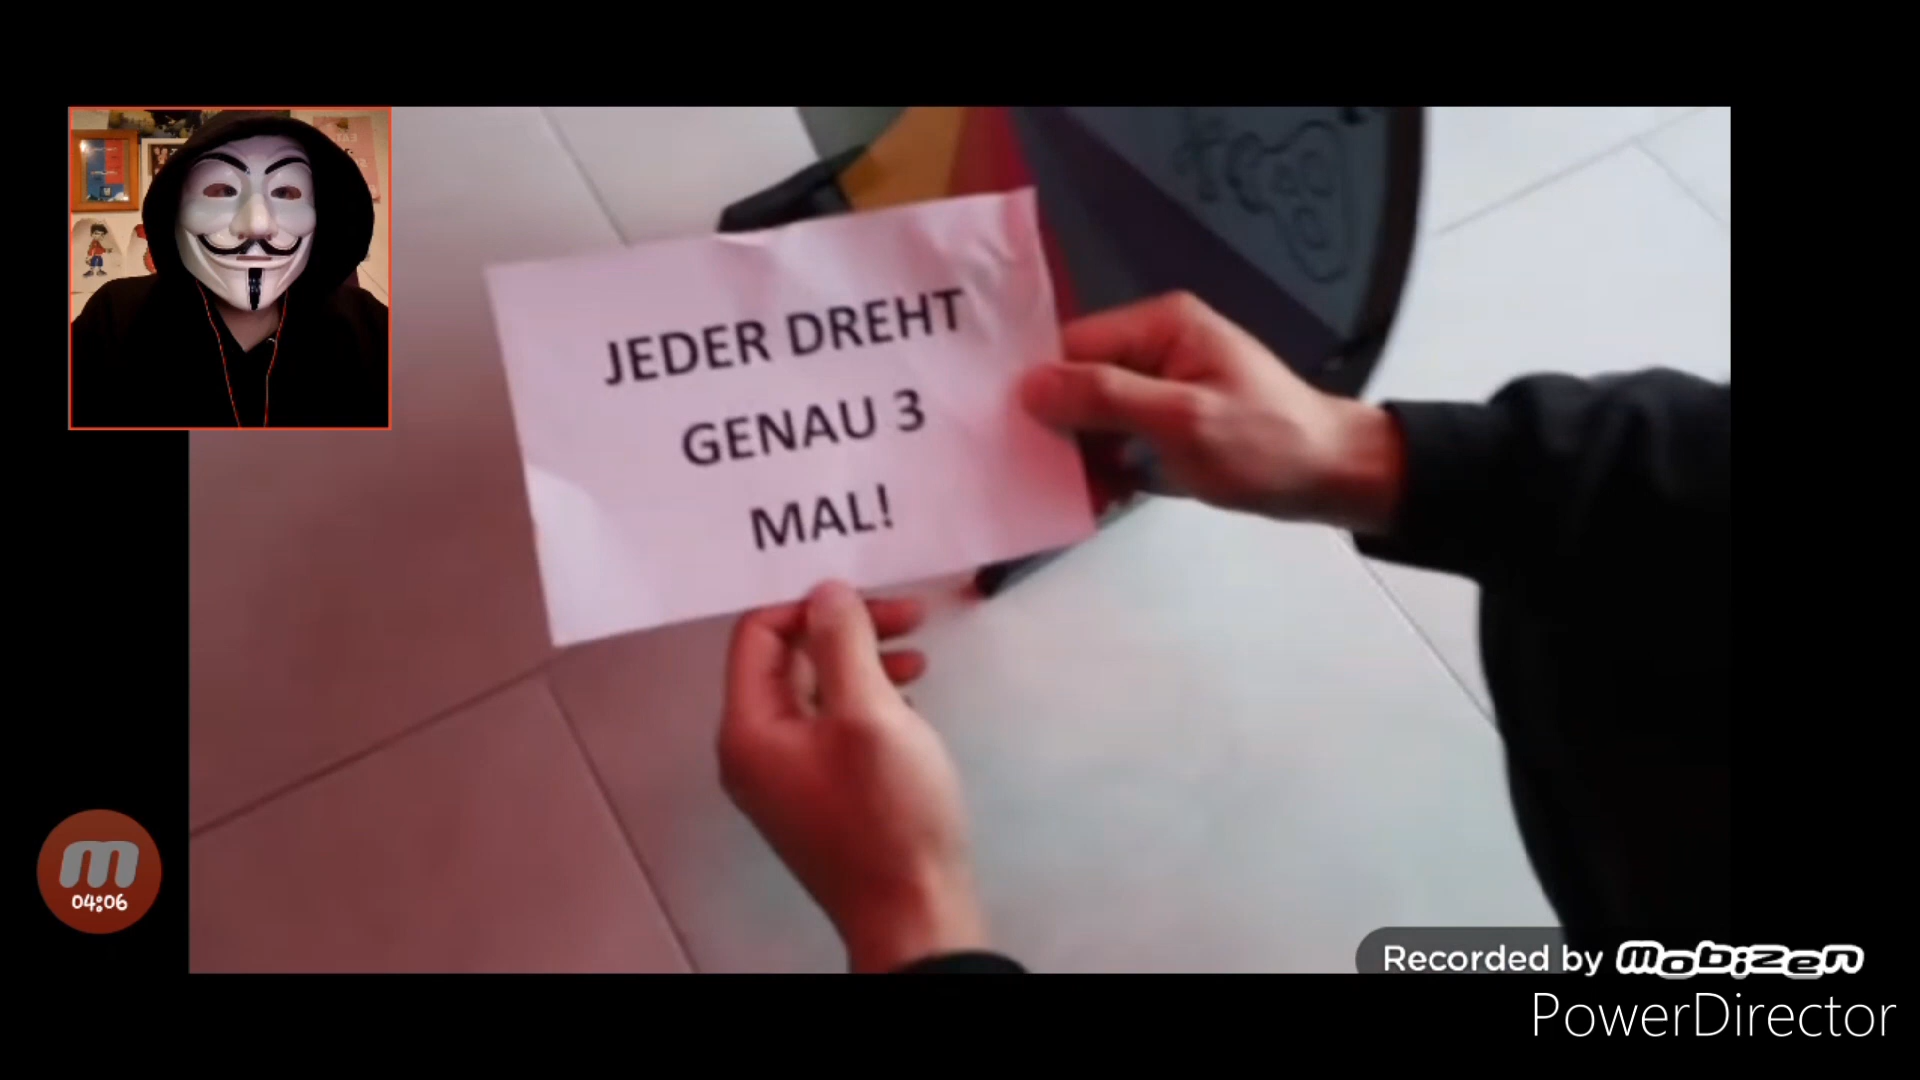 JEDER DREHT
GENAU 3
MAL!
04:06
Recorded by mobizen
PowerDirector